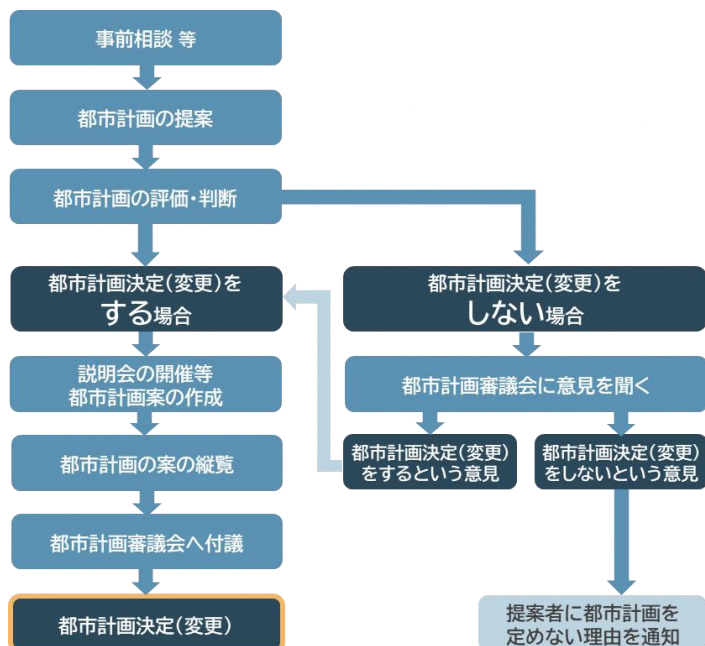 事前相談 等
都市計画の提案
都市計画の評価・判断
都市計画決定(変更)を
する場合
都市計画決定(変更)を
しない場合
説明会の開催等
都市計画案の作成
都市計画審議会に意見を聞く
都市計画の案の縦覧
都市計画決定(変更)
をするという意見
都市計画決定(変更)
をしないという意見
都市計画審議会へ付議
都市計画決定(変更)
提案者に都市計画を
定めない理由を通知